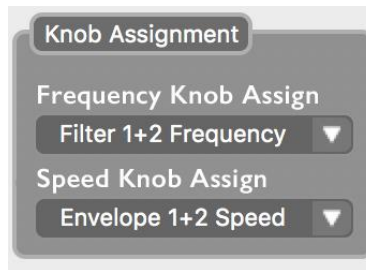 Knob Assignment
Frequency Knob Assign
Filter 1+2 Frequency
Speed Knob Assign
Envelope 1+2 Speed